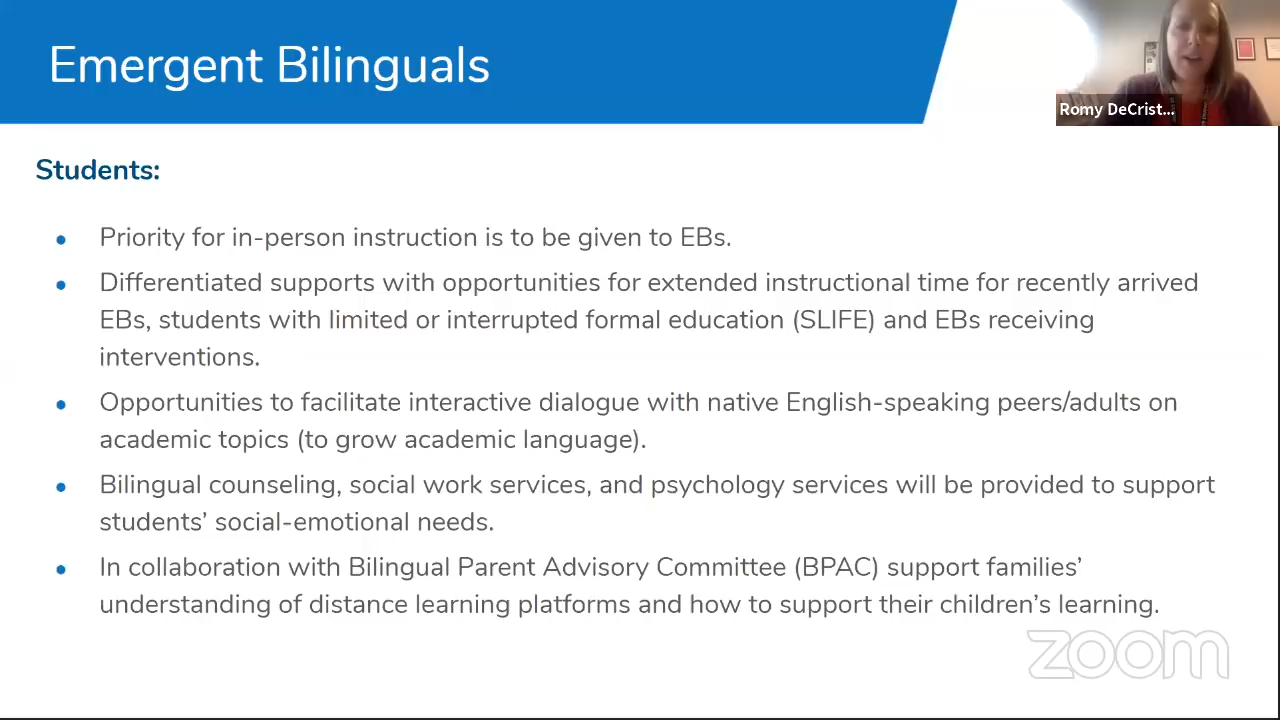 Emergent Bilinguals
Romy DeCrist...
Students:
• Priority for in-person instruction is to be given to EBs.
• Differentiated supports with opportunities for extended instructional time for recently arrived
EBs, students with limited or interrupted formal education (SLIFE) and EBs receiving
interventions.
• Opportunities to facilitate interactive dialogue with native English-speaking peers/adults on
academic topics (to grow academic language).
• Bilingual counseling, social work services, and psychology services will be provided to support
students’ social-emotional needs.
• In collaboration with Bilingual Parent Advisory Committee (BPAC) support families’
understanding of distance learning platforms and how to support their children’s learning.
zoom